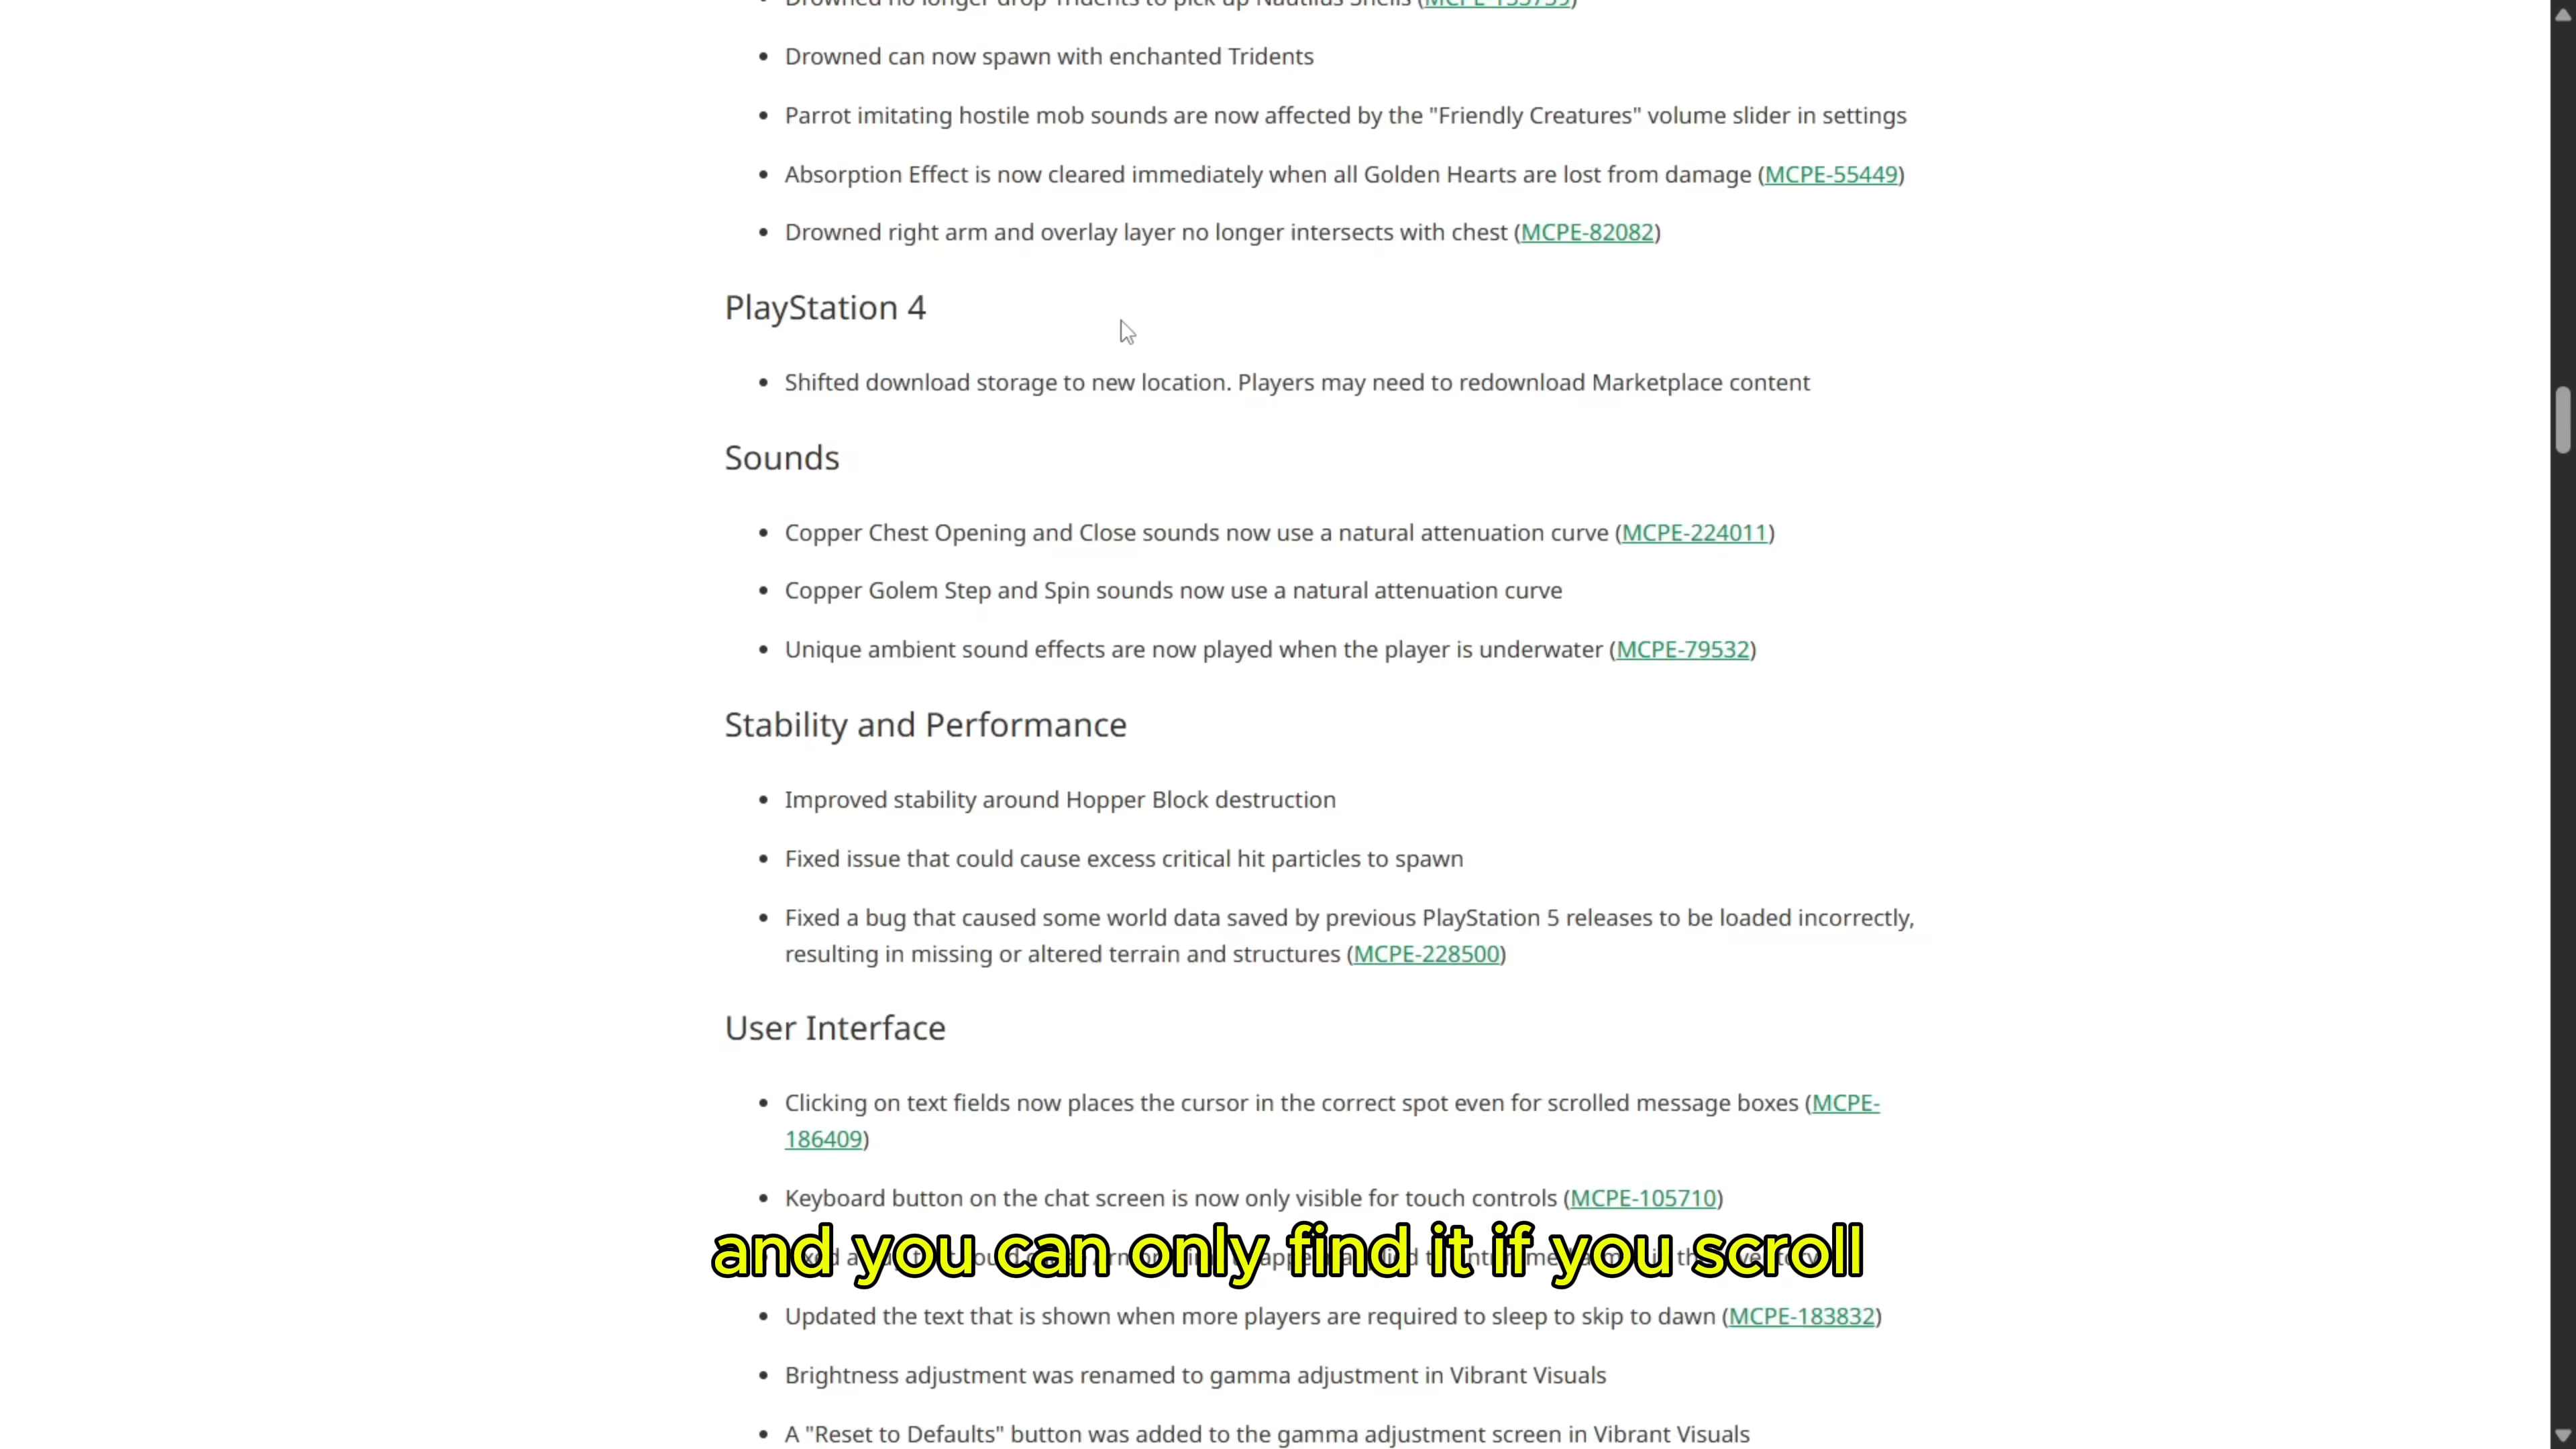 Drowned no longer drop Tridents to pick up Nautilus Shells (MCPE-155759)
Drowned can now spawn with enchanted Tridents
Parrot imitating hostile mob sounds are now affected by the "Friendly Creatures" volume slider in settings
Absorption Effect is now cleared immediately when all Golden Hearts are lost from damage (MCPE-55449)
Drowned right arm and overlay layer no longer intersects with chest (MCPE-82082)
PlayStation 4
Shifted download storage to new location. Players may need to redownload Marketplace content
Sounds
Copper Chest Opening and Close sounds now use a natural attenuation curve (MCPE-224011)
Copper Golem Step and Spin sounds now use a natural attenuation curve
Unique ambient sound effects are now played when the player is underwater (MCPE-79532)
Stability and Performance
Improved stability around Hopper Block destruction
Fixed issue that could cause excess critical hit particles to spawn
Fixed a bug that caused some world data saved by previous PlayStation 5 releases to be loaded incorrectly,
resulting in missing or altered terrain and structures (MCPE-228500)
User Interface
Clicking on text fields now places the cursor in the correct spot even for scrolled message boxes (MCPE-
186409)
Keyboard button on the chat screen is now only visible for touch controls (MCPE-105710)
and you can only find it if you scroll
Updated the text that is shown when more players are required to sleep to skip to dawn (MCPE-183832)
Brightness adjustment was renamed to gamma adjustment in Vibrant Visuals
A "Reset to Defaults" button was added to the gamma adjustment screen in Vibrant Visuals